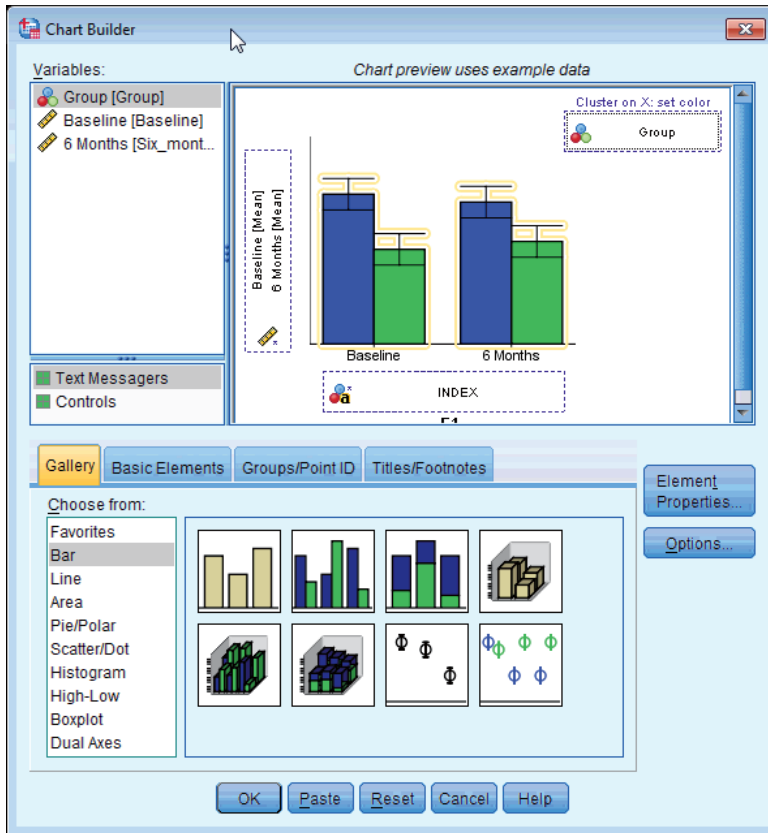 Chart Builder
Variables:
Chart preview uses example data
Group [Group]
Baseline [Baseline]
6 Months [Six_mont...
Text Messagers
Controls
Cluster on X: set color
Group
Baseline [Mean]
6 Months [Mean]
Baseline
6 Months
a
INDEX
Gallery
Basic Elements
Groups/Point ID
Titles/Footnotes
Choose from:
Favorites
Bar
Line
Area
Pie/Polar
Scatter/Dot
Histogram
High-Low
Boxplot
Dual Axes
Element
Properties...
Options...
OK
Paste
Reset
Cancel
Help